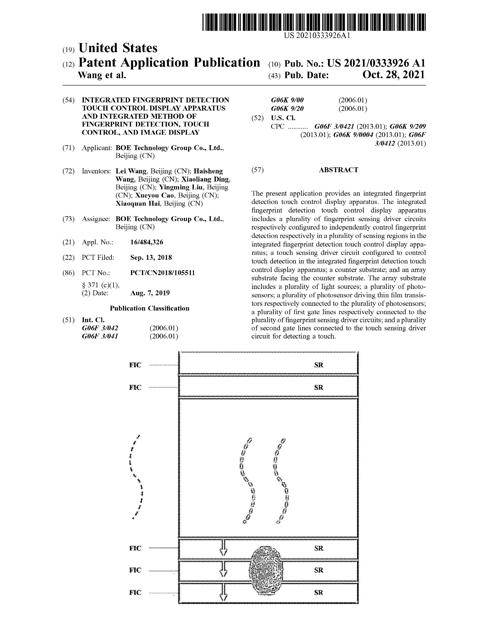 US 20210333926A1
(19) United States
(12) Patent Application Publication (10) Pub. No.: US 2021/0333926 A1
Wang et al. (43) Pub. Date: Oct. 28, 2021
(54) INTEGRATED FINGERPRINT DETECTION
TOUCH CONTROL DISPLAY APPARATUS
AND INTEGRATED METHOD OF
FINGERPRINT DETECTION, TOUCH
CONTROL, AND IMAGE DISPLAY
(71) Applicant: BOE Technology Group Co., Ltd.,
Beijing (CN)
(72) Inventors: Lei Wang, Beijing (CN); Haisheng
Wang, Beijing (CN); Xiaoliang Ding,
Beijing (CN); Yingming Liu, Beijing
(CN); Xueyou Cao, Beijing (CN);
Xiaoquan Hai, Beijing (CN)
(73) Assignee: BOE Technology Group Co., Ltd.,
Beijing (CN)
(21) Appl. No.: 16/484,326
(22) PCT Filed: Sep. 13, 2018
(86) PCT No.: PCT/CN2018/105511
§ 371 (c)(1),
(2) Date: Aug. 7, 2019
Publication Classification
(51) Int. Cl.
G06F 3/042 (2006.01)
G06F 3/041 (2006.01)
G06K 9/00 (2006.01)
G06K 9/20 (2006.01)
(52) U.S. Cl.
CPC ........... G06F 3/0421 (2013.01); G06K 9/209
(2013.01); G06K 9/0004 (2013.01); G06F
3/0412 (2013.01)
(57) ABSTRACT
The present application provides an integrated fingerprint
detection touch control display apparatus. The integrated
fingerprint detection touch control display apparatus
includes a plurality of fingerprint sensing driver circuits
respectively configured to independently control fingerprint
detection respectively in a plurality of sensing regions in the
integrated fingerprint detection touch control display appa-
ratus; a touch sensing driver circuit configured to control
touch detection in the integrated fingerprint detection touch
control display apparatus; a counter substrate; and an array
substrate facing the counter substrate. The array substrate
includes a plurality of light sources; a plurality of photo-
sensors; a plurality of photosensor driving thin film transis-
tors respectively connected to the plurality of photosensors;
a plurality of first gate lines respectively connected to the
plurality of fingerprint sensing driver circuits; and a plurality
of second gate lines connected to the touch sensing driver
circuit for detecting a touch.
FIC SR
FIC SR
FIC SR
FIC SR
FIC SR